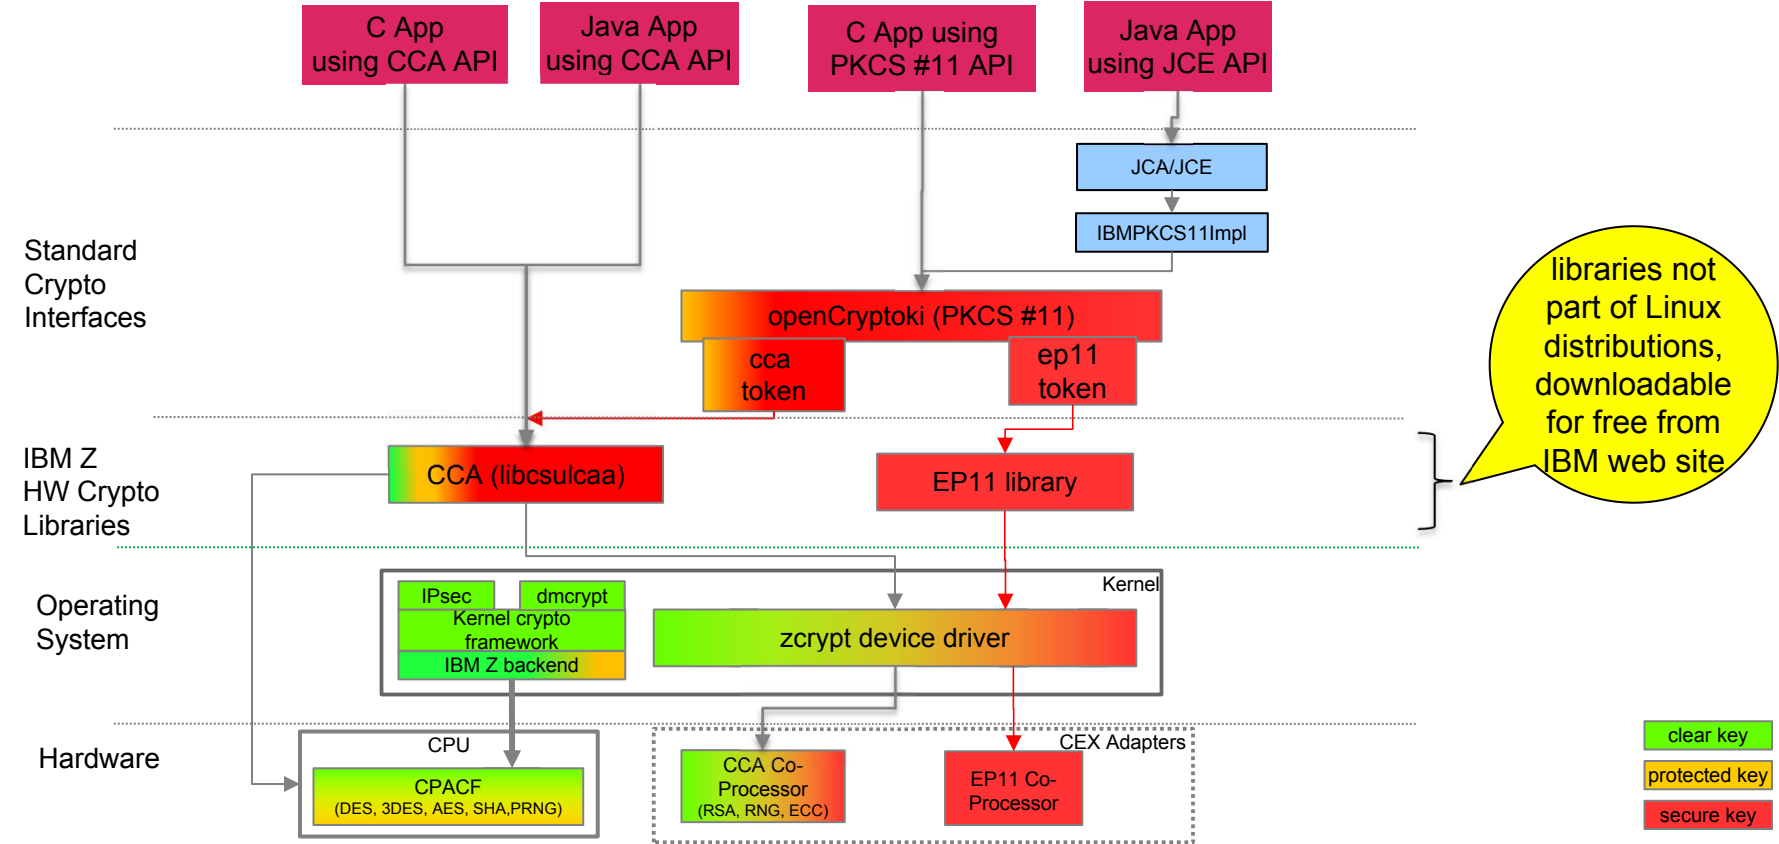 C App
using CCA API
Java App
using CCA API
C App using
PKCS #11 API
Java App
using JCE API
JCA/JCE
IBMPKCS11Impl
Standard
Crypto
Interfaces
openCryptoki (PKCS #11)
cca
token
ep11
token
libraries not
part of Linux
distributions,
downloadable
for free from
IBM web site
IBM Z
HW Crypto
Libraries
CCA (libcsulcaa)
EP11 library
Operating
System
Kernel
IPsec
dmcrypt
Kernel crypto
framework
IBM Z backend
zcrypt device driver
Hardware
CPU
CPACF
(DES, 3DES, AES, SHA,PRNG)
CEX Adapters
CCA Co-
Processor
(RSA, RNG, ECC)
EP11 Co-
Processor
clear key
protected key
secure key